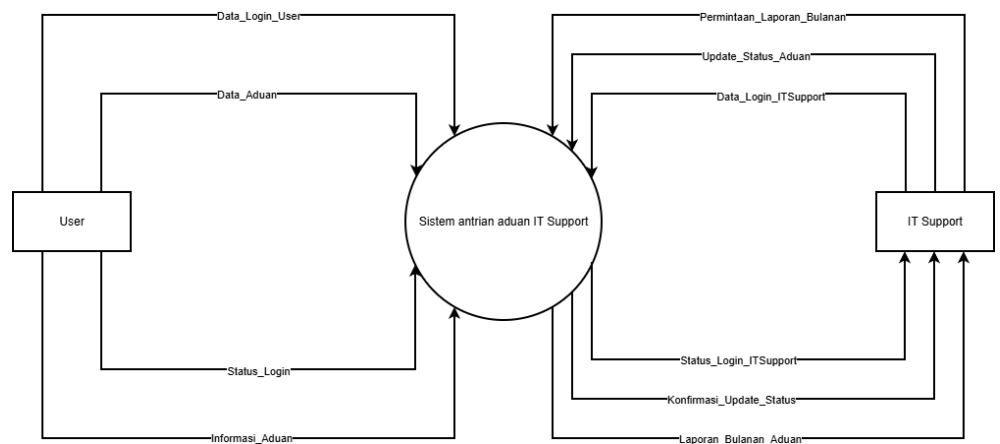 Data_Login_User
Permintaan_Laporan_Bulanan
Update_Status_Aduan
Data_Aduan
Data_Login_ITSupport
User
Sistem antrian aduan IT Support
IT Support
Status_Login
Status_Login_ITSupport
Konfirmasi_Update_Status
Informasi_Aduan
Laporan_Bulanan_Aduan